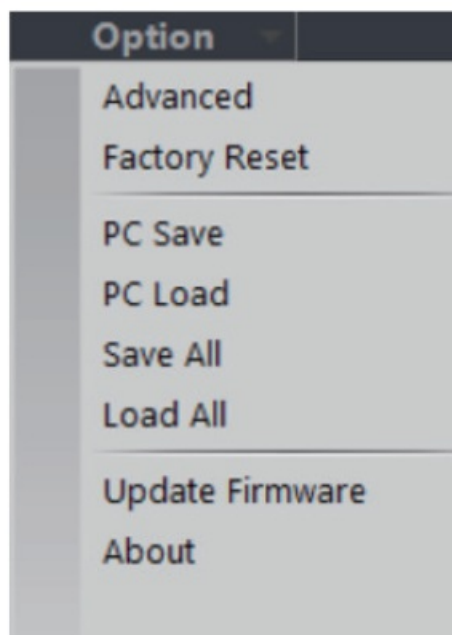 Option
Advanced
Factory Reset
PC Save
PC Load
Save All
Load All
Update Firmware
About